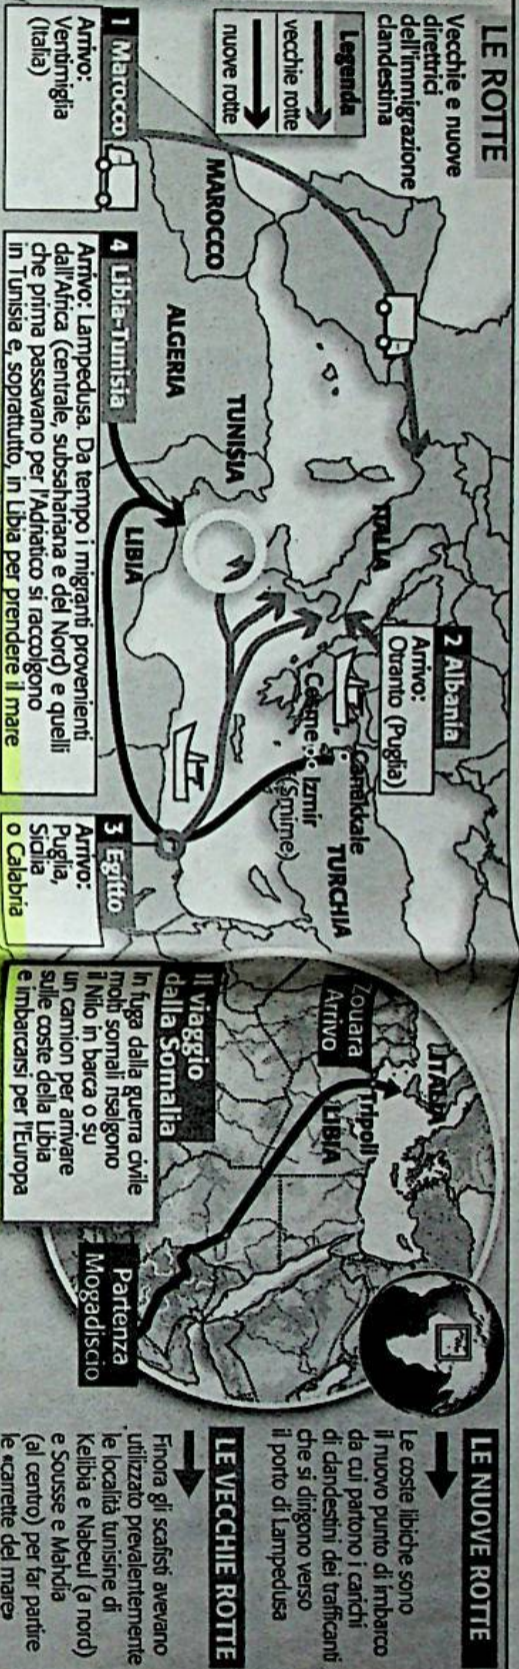 LE ROTTE
Vecchie e nuove
direttrici
dell'immigrazione
clandestina
Legenda
vecchie rotte
nuove rotte
MAROCCO
ALGERIA
TUNISIA
LIBIA
ITALIA
TURCHIA
Canakkale
Cesme
Izmir
(Smirne)
1 Marocco
Arrivo:
Ventimiglia
(Italia)
2 Albania
Arrivo:
Otranto (Puglia)
3 Egitto
Arrivo:
Puglia,
Sicilia
o Calabria
4 Libia-Tunisia
Arrivo: Lampedusa. Da tempo i migranti provenienti
dall'Africa (centrale, subsahariana e del Nord) e quelli
che prima passavano per l'Adriatico si raccolgono
in Tunisia e, soprattutto, in Libia per prendere il mare
L'ITALIA
Zouara
Arrivo
Tripoli
LIBIA
Il viaggio
dalla Somalia
In fuga dalla guerra civile
molti somali risalgono
il Nilo in barca o su
un camion per arrivare
sulle coste della Libia
e imbarcarsi per l'Europa
Partenza
Mogadiscio
LE NUOVE ROTTE
Le coste libiche sono
il nuovo punto di imbarco
da cui partono i carichi
di clandestini dei trafficanti
che si dirigono verso
il porto di Lampedusa
LE VECCHIE ROTTE
Finora gli scafisti avevano
utilizzato prevalentemente
le località tunisine di
Kelibia e Nabeul (a nord)
e Sousse e Mahdia
(al centro) per far partire
le «carrette del mare»